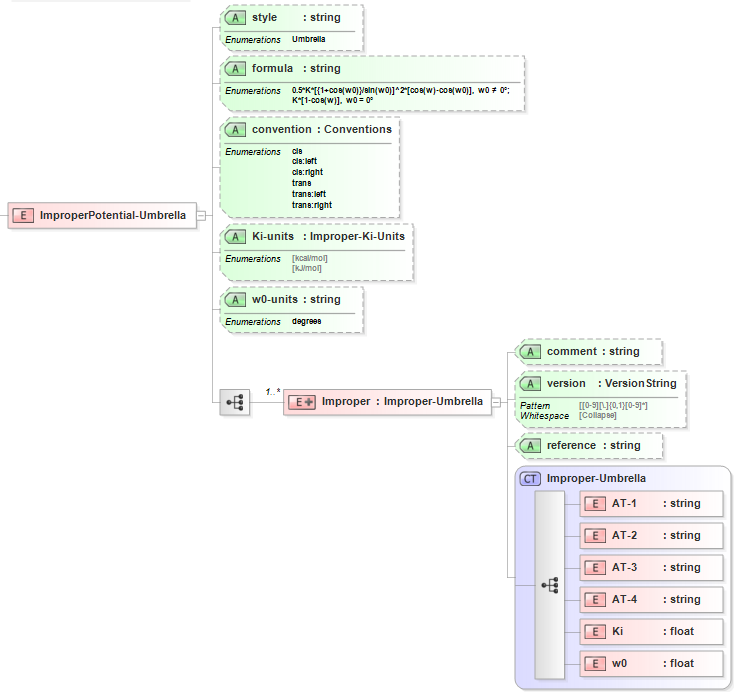 A style : string
Enumerations Umbrella
A formula : string
Enumerations 0.5*K*[{1+cos(w0)}/sin(w0)]^2*[cos(w)-cos(w0)], w0 ≠ 0°;
K*[1-cos(w)], w0 = 0°
A convention : Conventions
Enumerations cis
cis:left
cis:right
trans
trans:left
trans:right
E ImproperPotential-Umbrella
A Ki-units : Improper-Ki-Units
Enumerations [kcal/mol]
[kJ/mol]
A w0-units : string
Enumerations degrees
1..*
E+ Improper : Improper-Umbrella
A comment : string
A version : VersionString
Pattern [[0-9][\.]{0,1}[0-9]*]
Whitespace [Collapse]
A reference : string
CT Improper-Umbrella
E AT-1 : string
E AT-2 : string
E AT-3 : string
E AT-4 : string
E Ki : float
E w0 : float